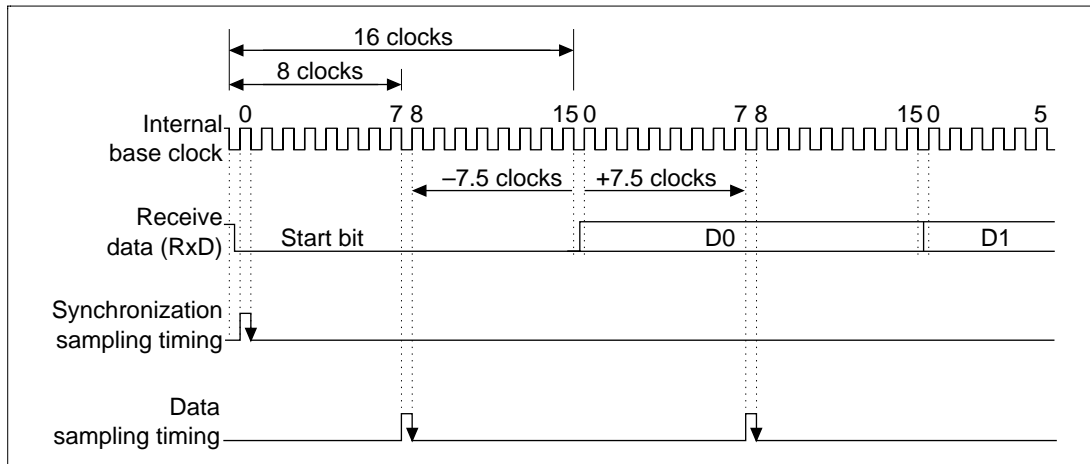 16 clocks
8 clocks
0 7 8 15 0 7 8 15 0 5
Internal
base clock
–7.5 clocks +7.5 clocks
Receive
data (RxD)
Start bit D0 D1
Synchronization
sampling timing
Data
sampling timing